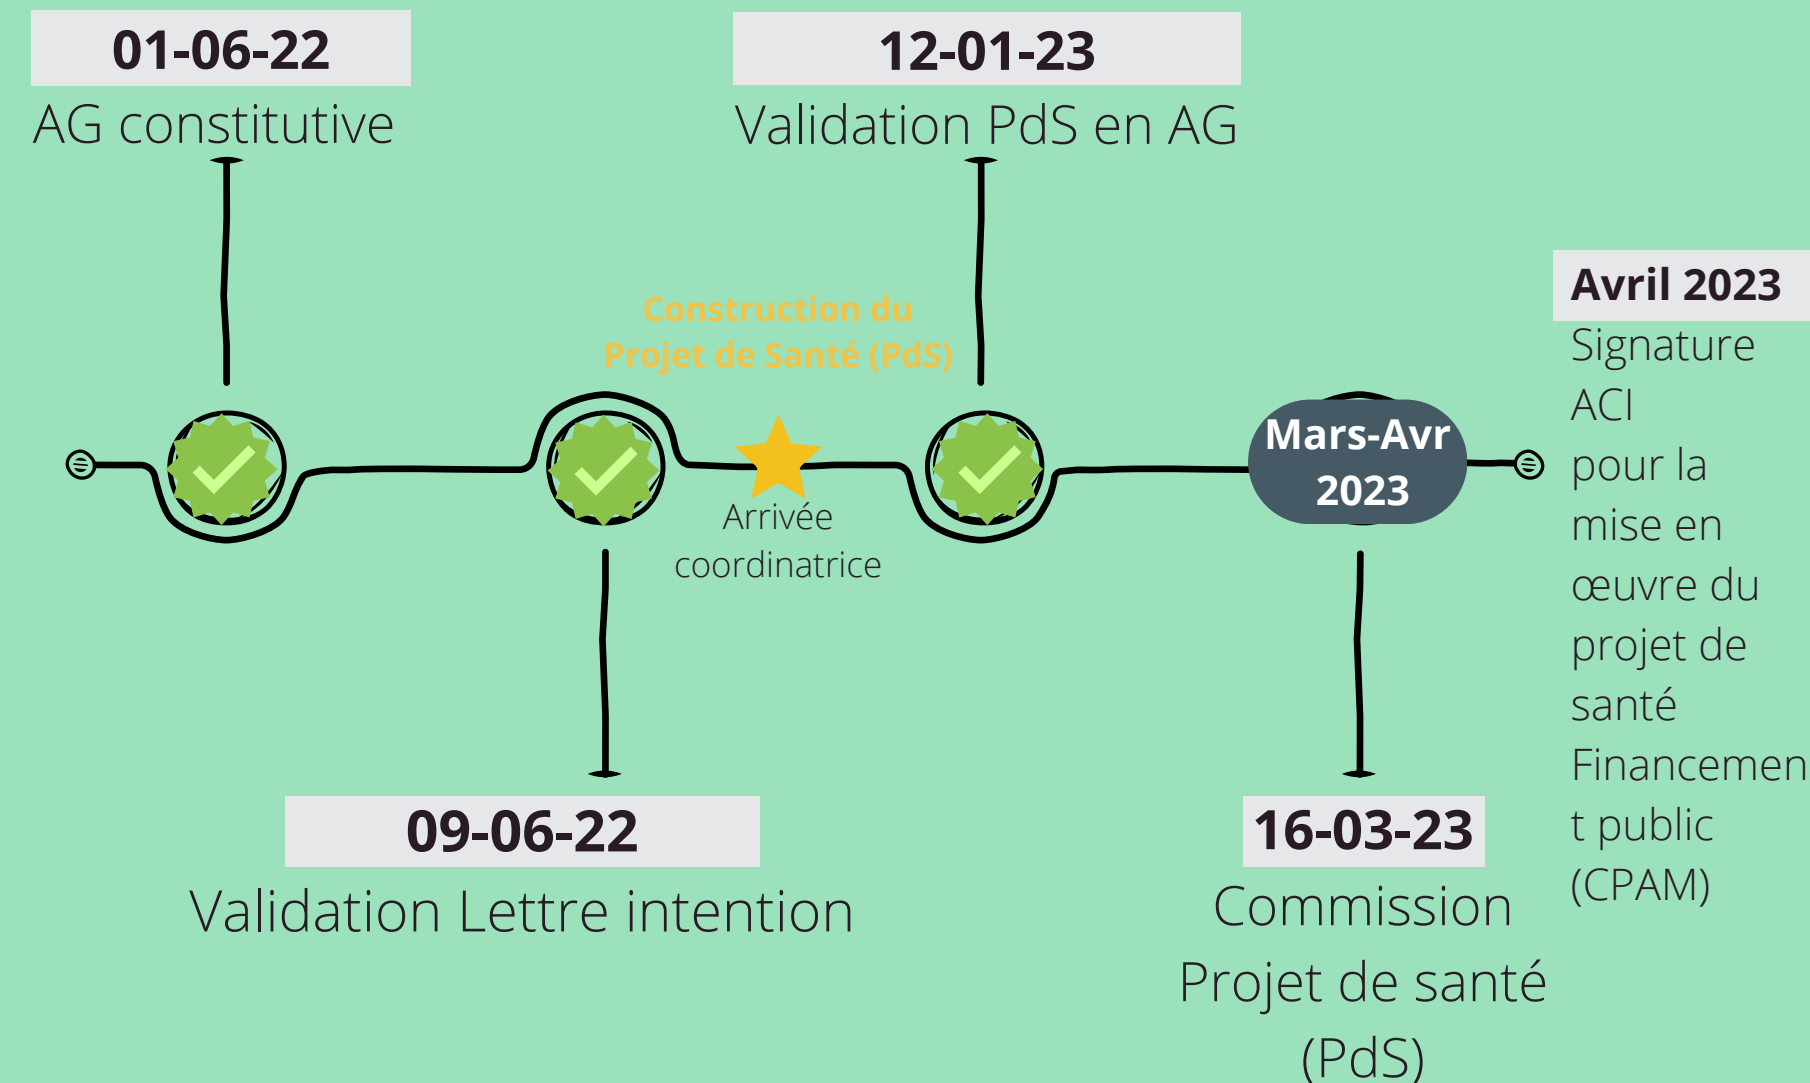 01-06-22
AG constitutive
12-01-23
Validation PdS en AG
Construction du
Projet de Santé (PdS)
Arrivée
coordinatrice
Mars-Avr
2023
09-06-22
Validation Lettre intention
16-03-23
Commission
Projet de santé
(PdS)
Avril 2023
Signature
ACI
pour la
mise en
œuvre du
projet de
santé
Financemen
t public
(CPAM)